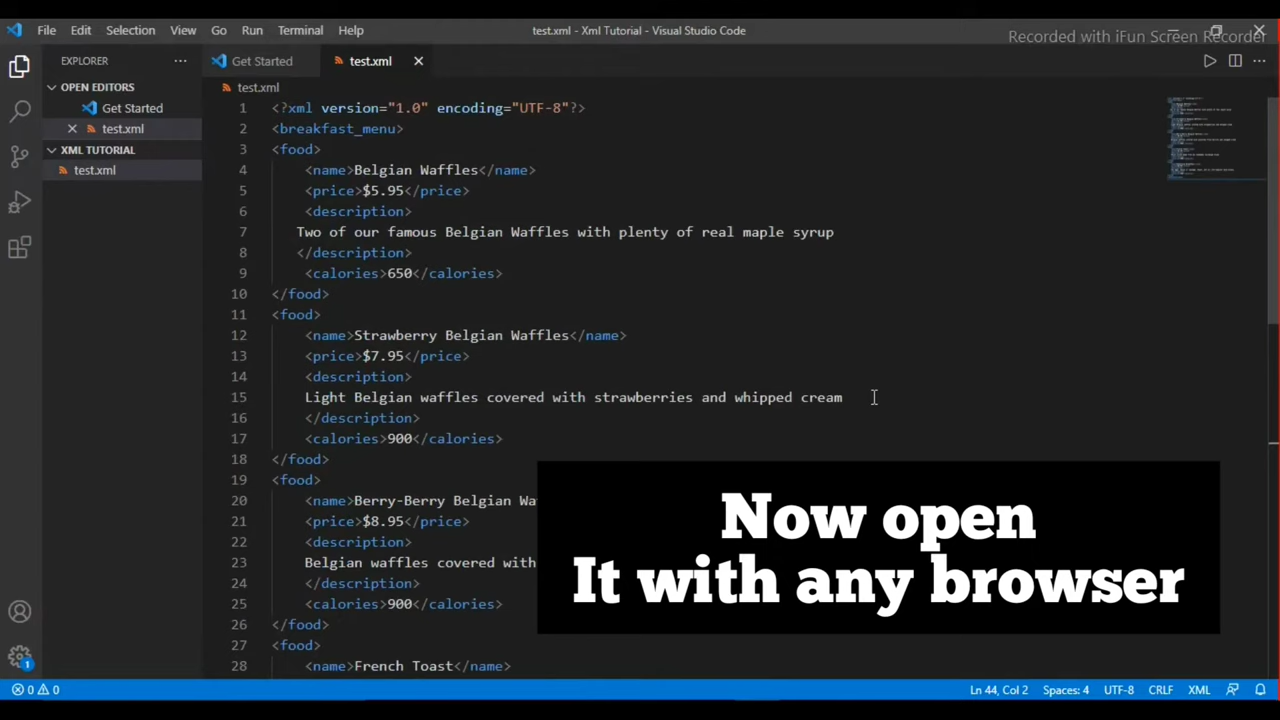 File Edit Selection View Go Run Terminal Help test.xml - Xml Tutorial - Visual Studio Code
Recorded with iFun Screen Recorder
EXPLORER
OPEN EDITORS
Get Started
test.xml
XML TUTORIAL
test.xml
Get Started test.xml
test.xml
1 <?xml version="1.0" encoding="UTF-8"?>
2 <breakfast_menu>
3 <food>
4 <name>Belgian Waffles</name>
5 <price>$5.95</price>
6 <description>
7 Two of our famous Belgian Waffles with plenty of real maple syrup
8 </description>
9 <calories>650</calories>
10 </food>
11 <food>
12 <name>Strawberry Belgian Waffles</name>
13 <price>$7.95</price>
14 <description>
15 Light Belgian waffles covered with strawberries and whipped cream
16 </description>
17 <calories>900</calories>
18 </food>
19 <food>
20 <name>Berry-Berry Belgian
21 <price>$8.95</price>
22 <description>
23 Belgian waffles covered with
24 </description>
25 <calories>900</calories>
26 </food>
27 <food>
28 <name>French Toast</name>
Now open
It with any browser
1
0 0 Ln 44, Col 2 Spaces: 4 UTF-8 CRLF XML